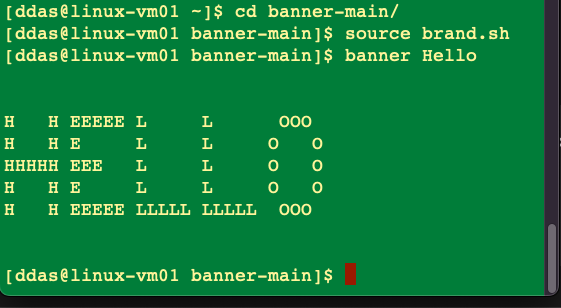 [ddas@linux-vm01 ~]$ cd banner-main/
[ddas@linux-vm01 banner-main]$ source brand.sh
[ddas@linux-vm01 banner-main]$ banner Hello
H   H EEEEE L     L      OOO
H   H E     L     L     O   O
HHHHH EEE   L     L     O   O
H   H E     L     L     O   O
H   H EEEEE LLLLL LLLLL  OOO
[ddas@linux-vm01 banner-main]$